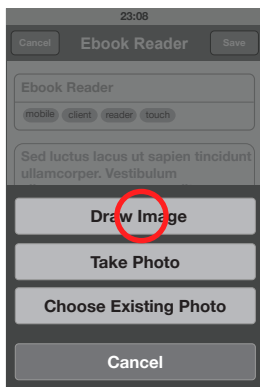 23:08
Cancel Ebook Reader Save
Ebook Reader
mobile client reader touch
Sed luctus lacus ut sapien tincidunt
ullamcorper. Vestibulum
Draw Image
Take Photo
Choose Existing Photo
Cancel